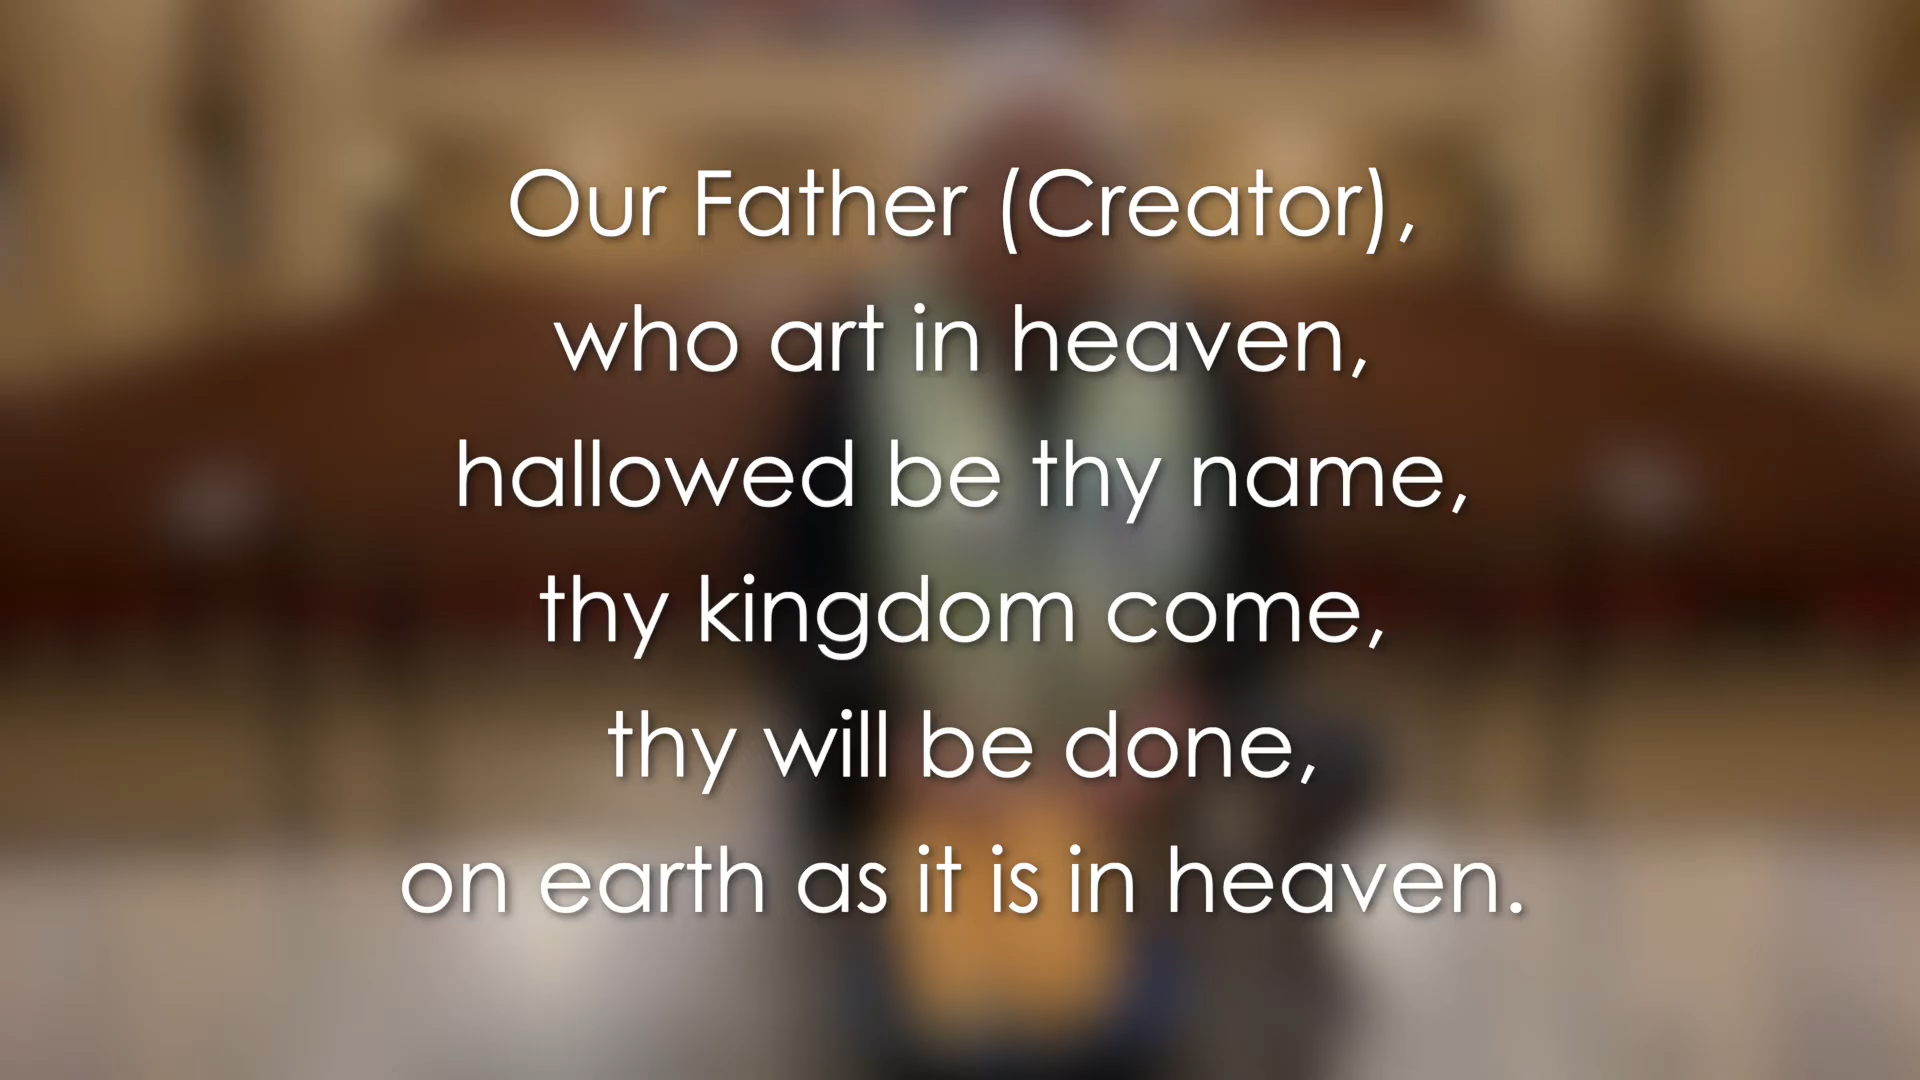 Our Father (Creator),
who art in heaven,
hallowed be thy name,
thy kingdom come,
thy will be done,
on earth as it is in heaven.